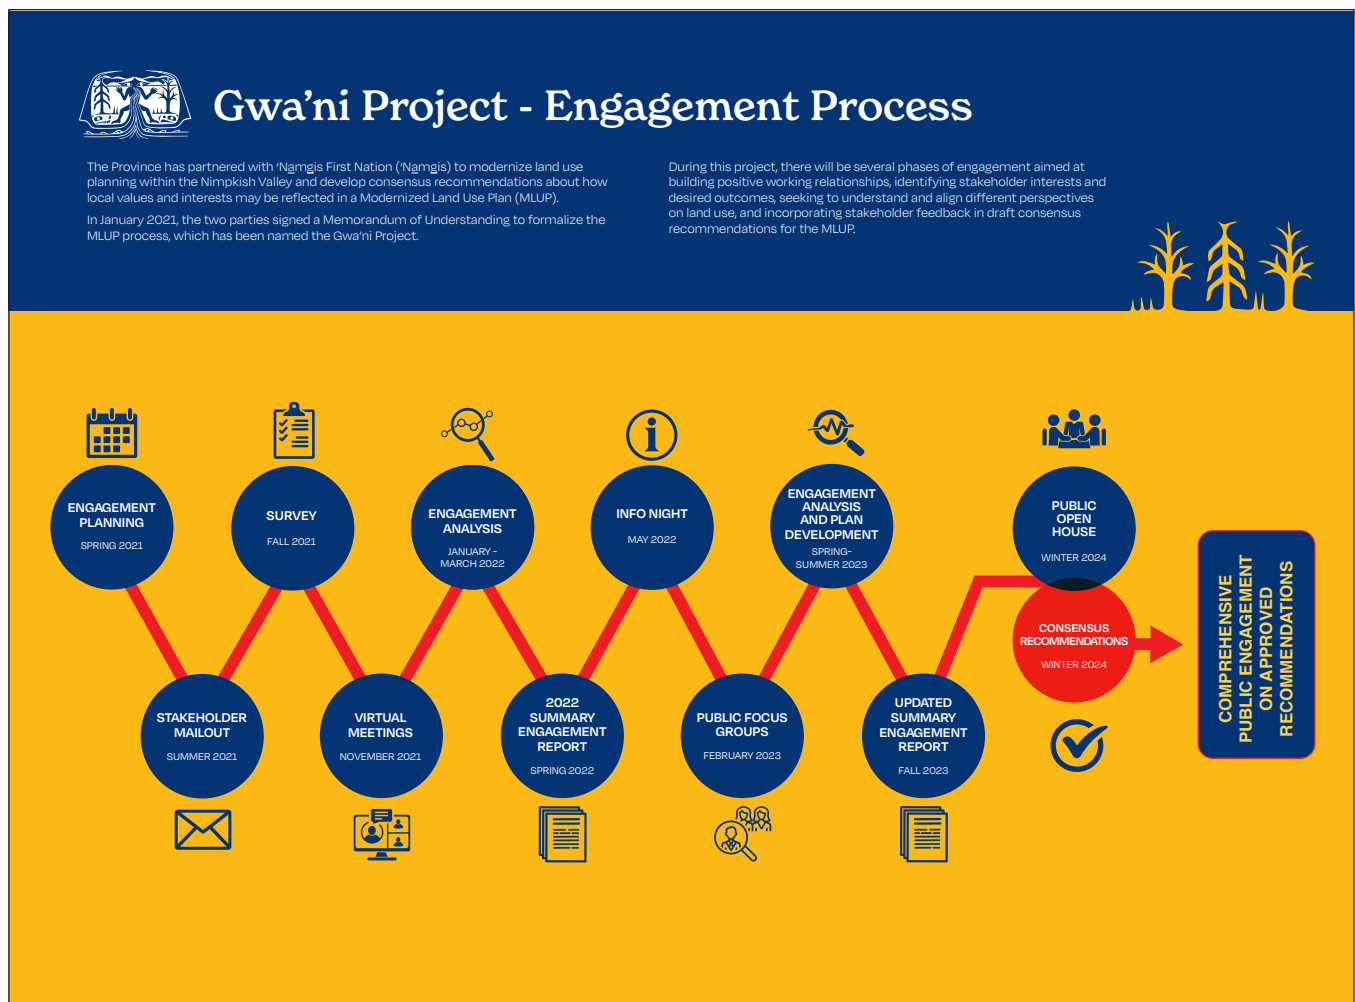 Gwa'ni Project - Engagement Process
The Province has partnered with 'Na̱mg̱is First Nation ('Na̱mg̱is) to modernize land use
planning within the Nimpkish Valley and develop consensus recommendations about how
local values and interests may be reflected in a Modernized Land Use Plan (MLUP).
In January 2021, the two parties signed a Memorandum of Understanding to formalize the
MLUP process, which has been named the Gwa'ni Project.
During this project, there will be several phases of engagement aimed at
building positive working relationships, identifying stakeholder interests and
desired outcomes, seeking to understand and align different perspectives
on land use, and incorporating stakeholder feedback in draft consensus
recommendations for the MLUP.
ENGAGEMENT
PLANNING
SPRING 2021
STAKEHOLDER
MAILOUT
SUMMER 2021
SURVEY
FALL 2021
VIRTUAL
MEETINGS
NOVEMBER 2021
ENGAGEMENT
ANALYSIS
JANUARY -
MARCH 2022
2022
SUMMARY
ENGAGEMENT
REPORT
SPRING 2022
INFO NIGHT
MAY 2022
PUBLIC FOCUS
GROUPS
FEBRUARY 2023
ENGAGEMENT
ANALYSIS
AND PLAN
DEVELOPMENT
SPRING-
SUMMER 2023
UPDATED
SUMMARY
ENGAGEMENT
REPORT
FALL 2023
PUBLIC
OPEN
HOUSE
WINTER 2024
CONSENSUS
RECOMMENDATIONS
WINTER 2024
COMPREHENSIVE
PUBLIC ENGAGEMENT
ON APPROVED
RECOMMENDATIONS